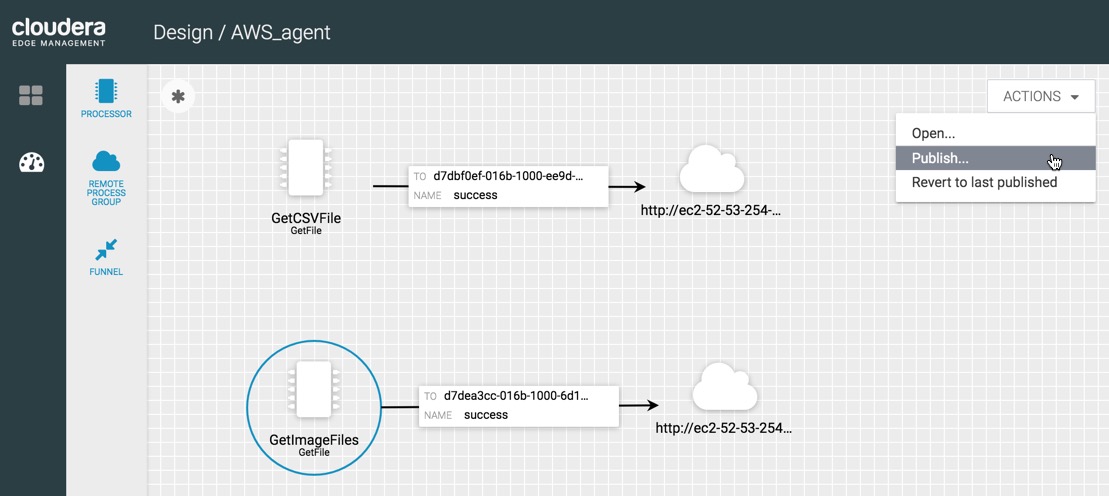 cloudera
EDGE MANAGEMENT
Design / AWS_agent
PROCESSOR
REMOTE
PROCESS
GROUP
FUNNEL
ACTIONS
Open...
Publish...
Revert to last published
GetCSVFile
GetFile
TO d7dbf0ef-016b-1000-ee9d-...
NAME success
http://ec2-52-53-254-...
GetImageFiles
GetFile
TO d7dea3cc-016b-1000-6d1...
NAME success
http://ec2-52-53-254...